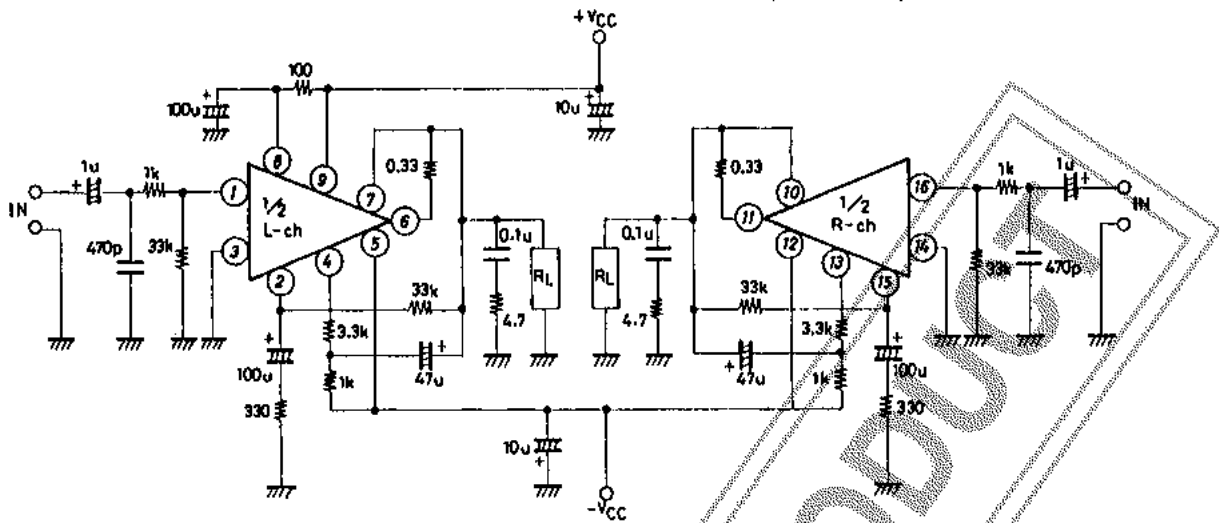 +VCC
100
100u
10u
8
9
7
0.33
6
1u
1k
1
1/2
L-ch
5
IN
3
470p
33k
2
4
0.1u
RL
33k
4.7
3.3k
100u
47u
1k
330
10u
-VCC
0.33
10
11
1/2
R-ch
16
1k
1u
12
IN
14
13
RL
0.1u
15
33k
470p
33k
4.7
3.3k
100u
47u
1k
330
ODUCT